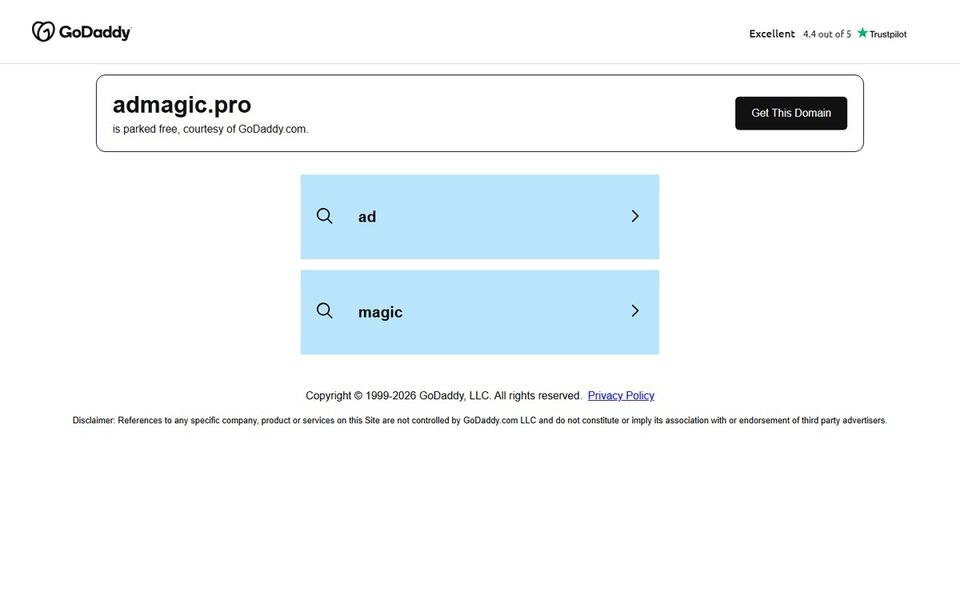 GoDaddy
Excellent 4.4 out of 5 Trustpilot
admagic.pro
is parked free, courtesy of GoDaddy.com.
Get This Domain
ad
magic
Copyright © 1999-2026 GoDaddy, LLC. All rights reserved. Privacy Policy
Disclaimer: References to any specific company, product or services on this Site are not controlled by GoDaddy.com LLC and do not constitute or imply its association with or endorsement of third party advertisers.